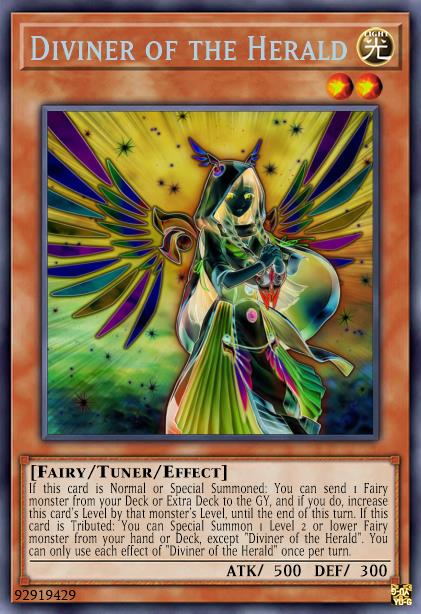 DIVINER OF THE HERALD
LIGHT
光
[FAIRY/TUNER/EFFECT]
If this card is Normal or Special Summoned: You can send 1 Fairy
monster from your Deck or Extra Deck to the GY, and if you do, increase
this card's Level by that monster's Level, until the end of this turn. If this
card is Tributed: You can Special Summon 1 Level 2 or lower Fairy
monster from your hand or Deck, except "Diviner of the Herald". You
can only use each effect of "Diviner of the Herald" once per turn.
ATK/ 500 DEF/ 300
92919429